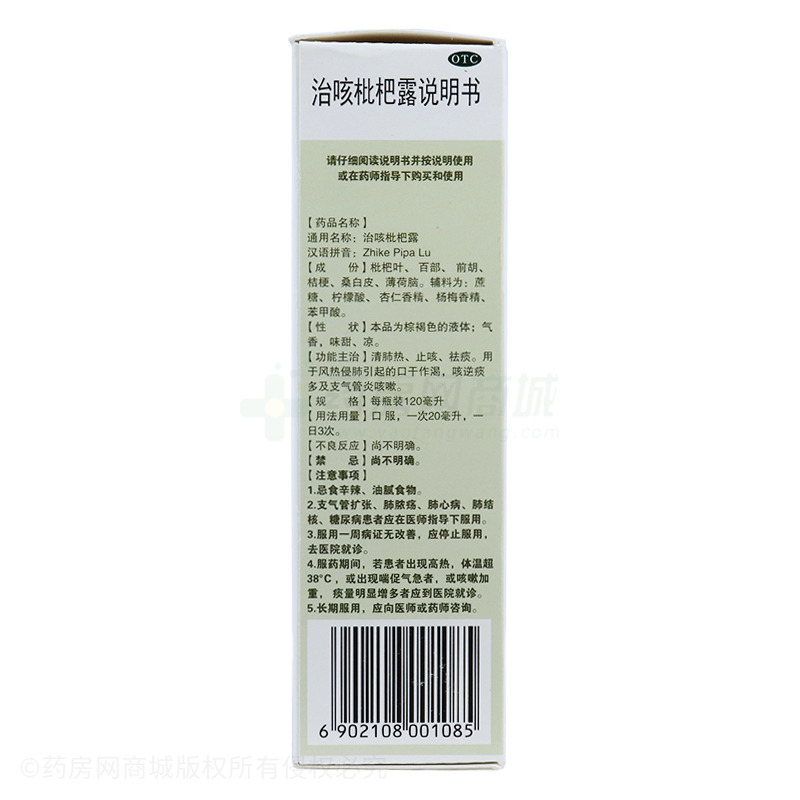 OTC
治咳枇杷露说明书
请仔细阅读说明书并按说明使用
或在药师指导下购买和使用
【药品名称】
通用名称：治咳枇杷露
汉语拼音：Zhike Pipa Lu
【成　份】枇杷叶、百部、前胡、
桔梗、桑白皮、薄荷脑。辅料为：蔗
糖、柠檬酸、杏仁香精、杨梅香精、
苯甲酸。
【性　状】本品为棕褐色的液体；气
香，味甜、凉。
【功能主治】清肺热、止咳、祛痰。用
于风热侵肺引起的口干作渴，咳逆痰
多及支气管炎咳嗽。
【规　格】每瓶装120毫升
【用法用量】口服，一次20毫升，一
日3次。
【不良反应】尚不明确。
【禁　忌】尚不明确。
【注意事项】
1.忌食辛辣、油腻食物。
2.支气管扩张、肺脓疡、肺心病、肺结
核、糖尿病患者应在医师指导下服用。
3.服用一周病证无改善，应停止服用，
去医院就诊。
4.服药期间，若患者出现高热，体温超
38°C，或出现喘促气急者，或咳嗽加
重，痰量明显增多者应到医院就诊。
5.长期服用，应向医师或药师咨询。
6 902108 001085
©药房网商城版权所有侵权必究